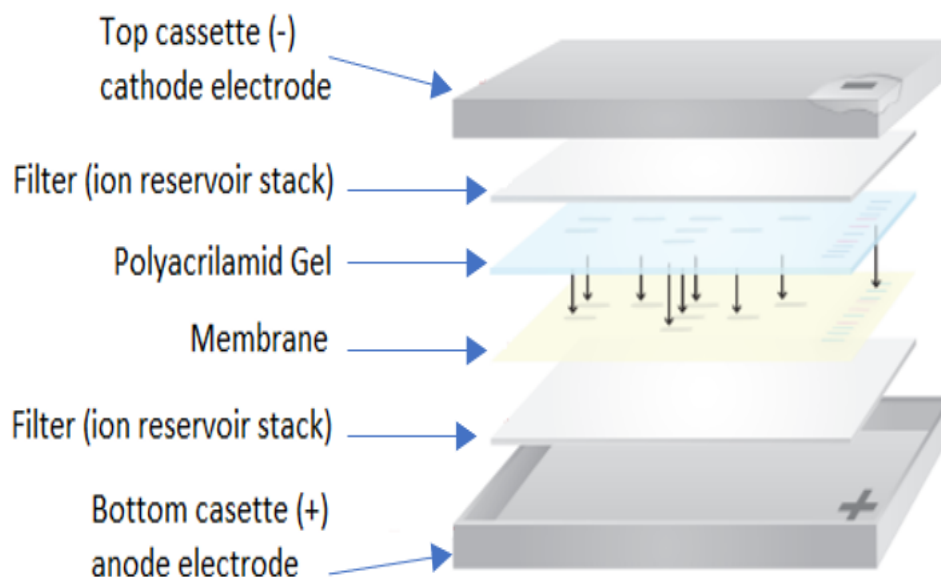 Top cassette (-)
cathode electrode
Filter (ion reservoir stack)
Polyacrilamid Gel
Membrane
Filter (ion reservoir stack)
Bottom casette (+)
anode electrode